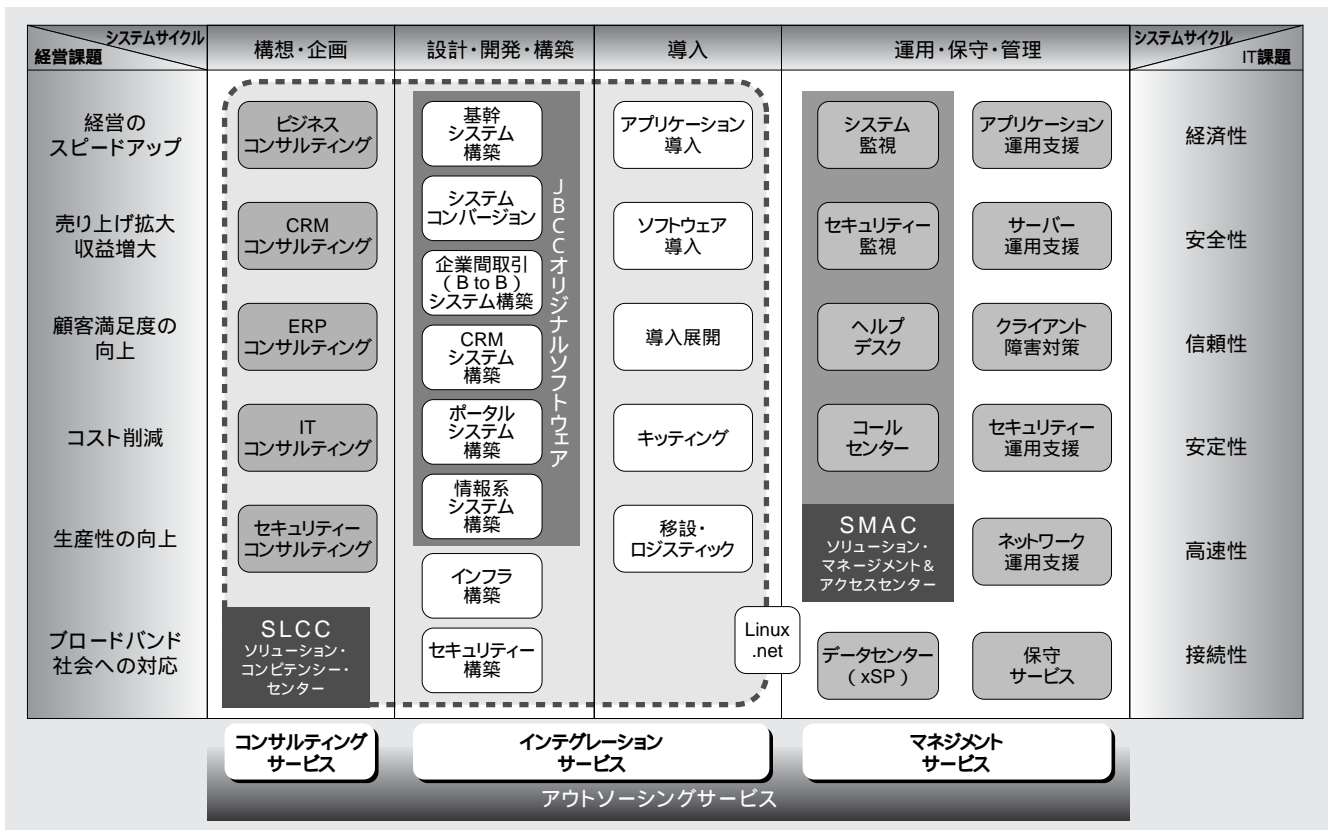 システムサイクル
経営課題
構想・企画
設計・開発・構築
導入
運用・保守・管理
システムサイクル
IT課題
経営の
スピードアップ
売り上げ拡大
収益増大
顧客満足度の
向上
コスト削減
生産性の向上
ブロードバンド
社会への対応
ビジネス
コンサルティング
CRM
コンサルティング
ERP
コンサルティング
IT
コンサルティング
セキュリティー
コンサルティング
SLCC
ソリューション・
コンピテンシー・
センター
基幹
システム
構築
システム
コンバージョン
企業間取引
(B to B)
システム構築
CRM
システム
構築
ポータル
システム
構築
情報系
システム
構築
JBCCオリジナルソフトウェア
インフラ
構築
セキュリティー
構築
アプリケーション
導入
ソフトウェア
導入
導入展開
キッティング
移設・
ロジスティック
Linux
.net
システム
監視
セキュリティー
監視
ヘルプ
デスク
コール
センター
SMAC
ソリューション・
マネージメント&
アクセスセンター
データセンター
(xSP)
アプリケーション
運用支援
サーバー
運用支援
クライアント
障害対策
セキュリティー
運用支援
ネットワーク
運用支援
保守
サービス
経済性
安全性
信頼性
安定性
高速性
接続性
コンサルティング
サービス
インテグレーション
サービス
マネジメント
サービス
アウトソーシングサービス